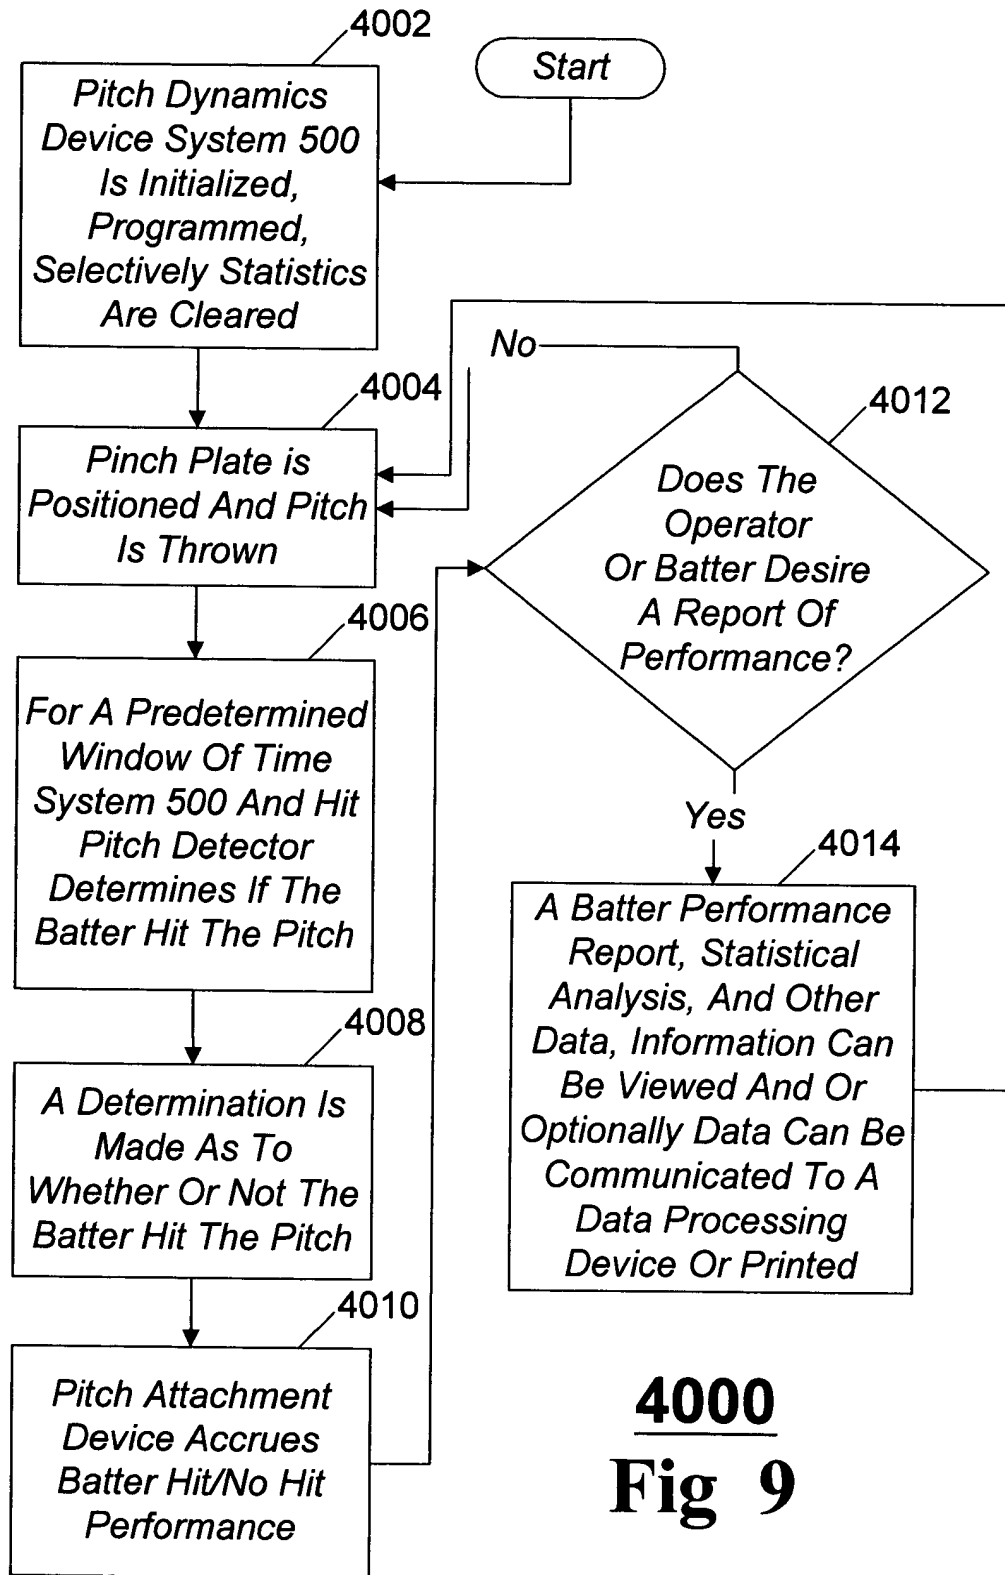 Start
4002
Pitch Dynamics
Device System 500
Is Initialized,
Programmed,
Selectively Statistics
Are Cleared
4004
Pinch Plate is
Positioned And Pitch
Is Thrown
4006
For A Predetermined
Window Of Time
System 500 And Hit
Pitch Detector
Determines If The
Batter Hit The Pitch
4008
A Determination Is
Made As To
Whether Or Not The
Batter Hit The Pitch
4010
Pitch Attachment
Device Accrues
Batter Hit/No Hit
Performance
4012
Does The
Operator
Or Batter Desire
A Report Of
Performance?
No
Yes
4014
A Batter Performance
Report, Statistical
Analysis, And Other
Data, Information Can
Be Viewed And Or
Optionally Data Can Be
Communicated To A
Data Processing
Device Or Printed
4000
Fig 9